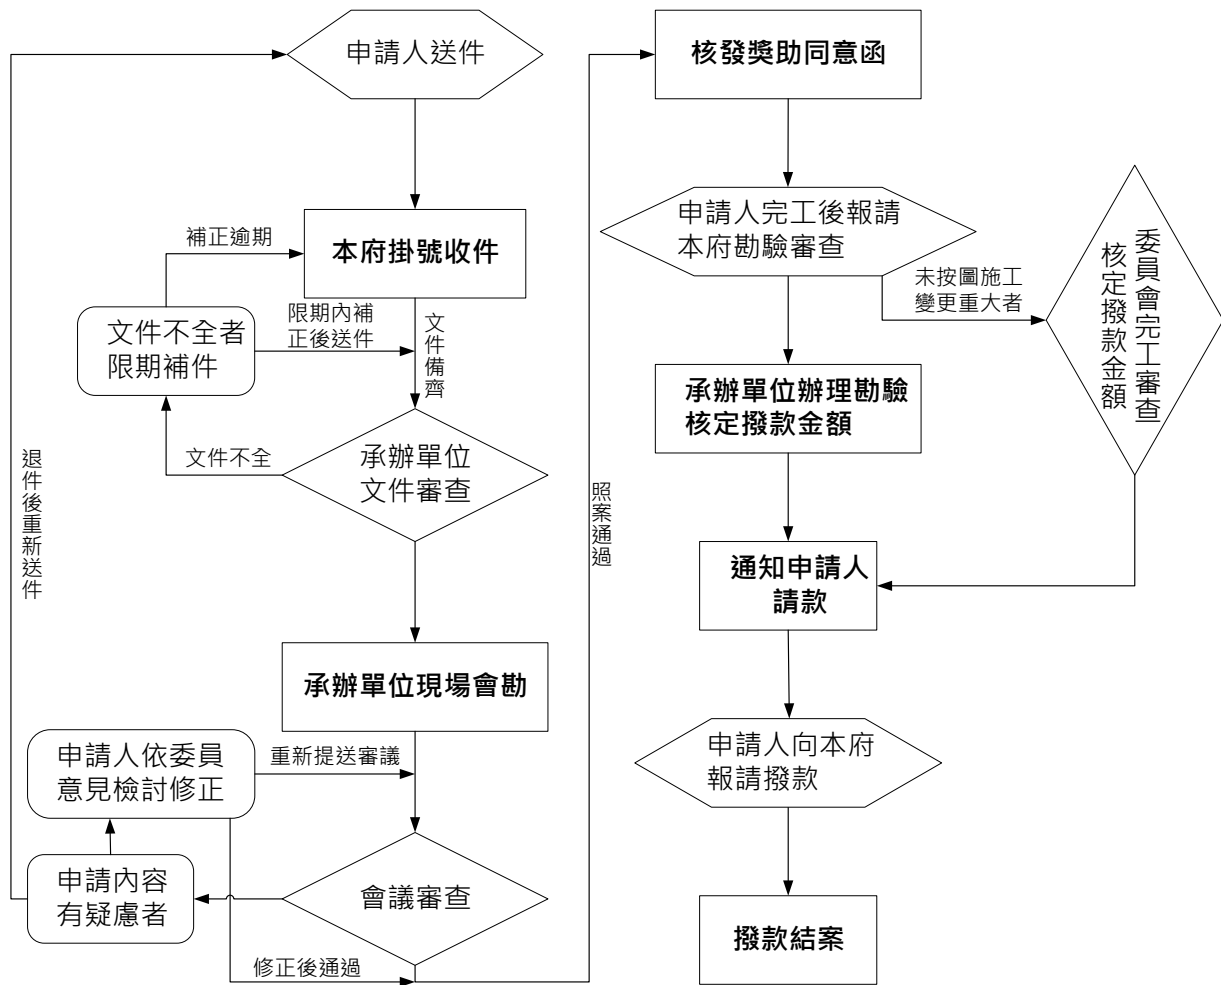 申請人送件
本府掛號收件
補正逾期
文件不全者
限期補件
限期內補
正後送件
文件備齊
文件不全
承辦單位
文件審查
退件後重新送件
承辦單位現場會勘
申請人依委員
意見檢討修正
重新提送審議
申請內容
有疑慮者
會議審查
修正後通過
照案通過
核發獎助同意函
申請人完工後報請
本府勘驗審查
未按圖施工
變更重大者
委員會完工審查
核定撥款金額
承辦單位辦理勘驗
核定撥款金額
通知申請人
請款
申請人向本府
報請撥款
撥款結案